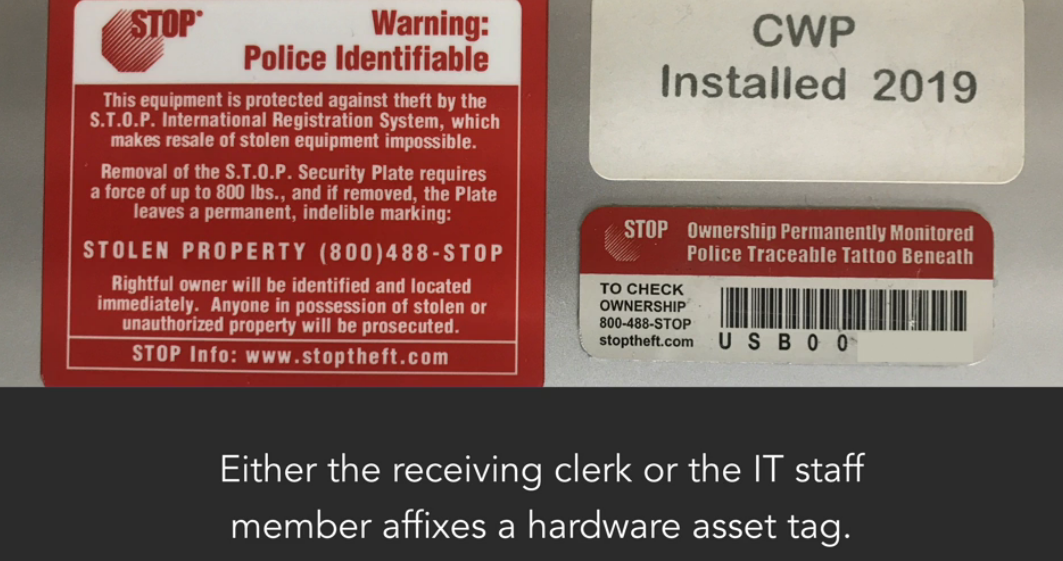 STOP®
Warning:
Police Identifiable
This equipment is protected against theft by the
S.T.O.P. International Registration System, which
makes resale of stolen equipment impossible.
Removal of the S.T.O.P. Security Plate requires
a force of up to 800 lbs., and if removed, the Plate
leaves a permanent, indelible marking:
STOLEN PROPERTY (800)488-STOP
Rightful owner will be identified and located
immediately. Anyone in possession of stolen or
unauthorized property will be prosecuted.
STOP Info: www.stoptheft.com
CWP
Installed 2019
STOP
Ownership Permanently Monitored
Police Traceable Tattoo Beneath
TO CHECK
OWNERSHIP
800-488-STOP
stoptheft.com
U S B 0 0
Either the receiving clerk or the IT staff
member affixes a hardware asset tag.